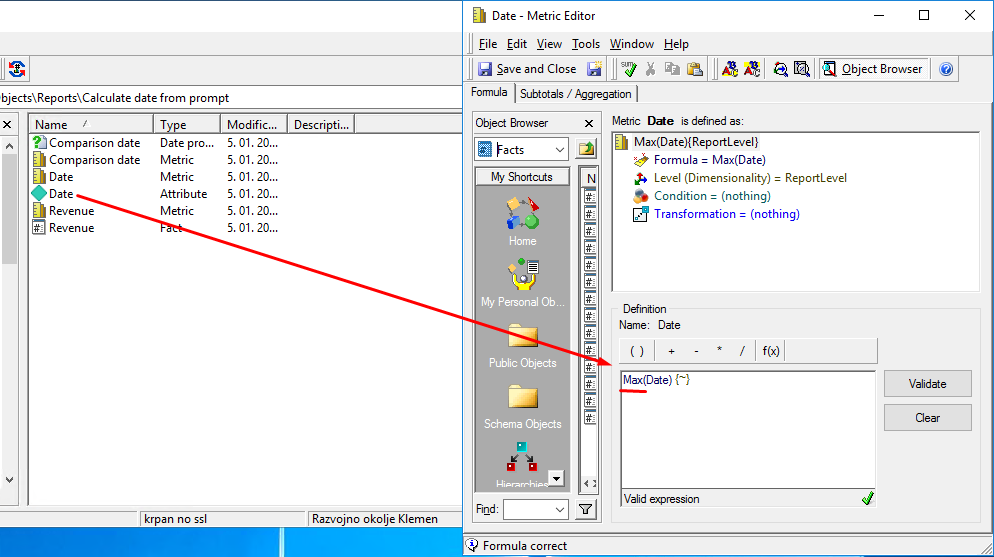 Date - Metric Editor
File Edit View Tools Window Help
Save and Close Object Browser
Formula Subtotals / Aggregation
bjects\Reports\Calculate date from prompt
Name Type Modific... Descripti...
Comparison date Date pro... 5. 01. 20...
Comparison date Metric 5. 01. 20...
Date Metric 5. 01. 20...
Date Attribute 5. 01. 20...
Revenue Metric 5. 01. 20...
Revenue Fact 5. 01. 20...
krpan no ssl Razvojno okolje Klemen
Object Browser
Facts
My Shortcuts N
Home
My Personal Ob...
Public Objects
Schema Objects
Hierarchies
Find:
Metric Date is defined as:
Max(Date){ReportLevel}
Formula = Max(Date)
Level (Dimensionality) = ReportLevel
Condition = (nothing)
Transformation = (nothing)
Definition
Name: Date
( ) + - * / f(x)
Max(Date) {~}
Validate
Clear
Valid expression
Formula correct